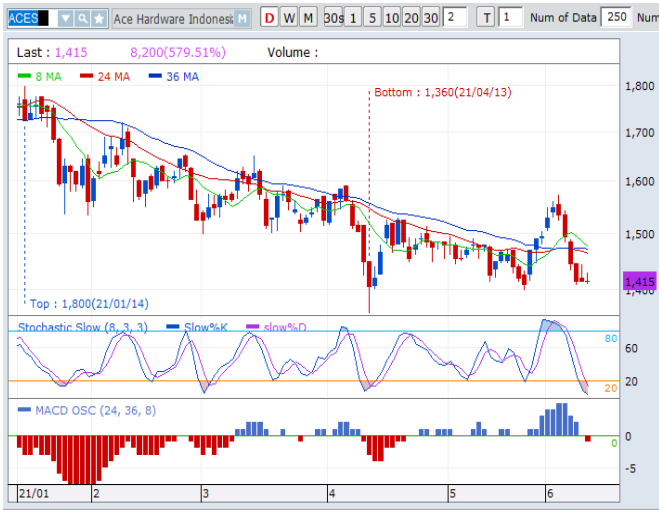 ACES Ace Hardware Indonesi M D W M 30s 1 5 10 20 30 2 T 1 Num of Data 250 Num
Last : 1,415 8,200(579.51%) Volume :
8 MA 24 MA 36 MA
Bottom : 1,360(21/04/13)
1,800
1,700
1,600
1,500
1,415
1,400
Top : 1,800(21/01/14)
Stochastic Slow (8, 3, 3) Slow%K slow%D
80
60
20
20
MACD OSC (24, 36, 8)
0
0
-5
21/01 2 3 4 5 6